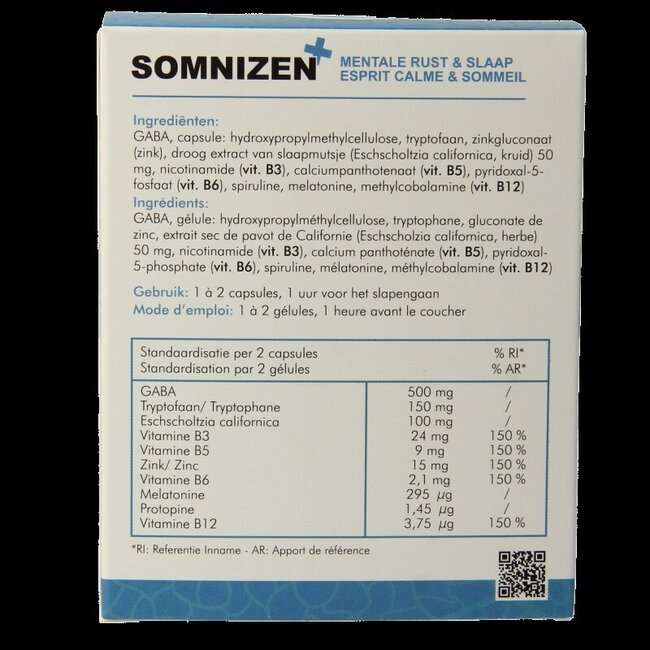 SOMNIZEN+
MENTALE RUST & SLAAP
ESPRIT CALME & SOMMEIL
Ingrediënten:
GABA, capsule: hydroxypropylmethylcellulose, tryptofaan, zinkgluconaat
(zink), droog extract van slaapmutsje (Eschscholtzia californica, kruid) 50
mg, nicotinamide (vit. B3), calciumpanthotenaat (vit. B5), pyridoxal-5-
fosfaat (vit. B6), spiruline, melatonine, methylcobalamine (vit. B12)
Ingrédients:
GABA, gélule: hydroxypropylméthylcellulose, tryptophane, gluconate de
zinc, extrait sec de pavot de Californie (Eschscholzia californica, herbe)
50 mg, nicotinamide (vit. B3), calcium panthoténate (vit. B5), pyridoxal-
5-phosphate (vit. B6), spiruline, mélatonine, méthylcobalamine (vit. B12)
Gebruik: 1 à 2 capsules, 1 uur voor het slapengaan
Mode d'emploi: 1 à 2 gélules, 1 heure avant le coucher
Standaardisatie per 2 capsules % RI*
Standardisation par 2 gélules % AR*
GABA 500 mg /
Tryptofaan/ Tryptophane 150 mg /
Eschscholtzia californica 100 mg /
Vitamine B3 24 mg 150 %
Vitamine B5 9 mg 150 %
Zink/ Zinc 15 mg 150 %
Vitamine B6 2,1 mg 150 %
Melatonine 295 µg /
Protopine 1,45 µg /
Vitamine B12 3,75 µg 150 %
*RI: Referentie Inname - AR: Apport de référence